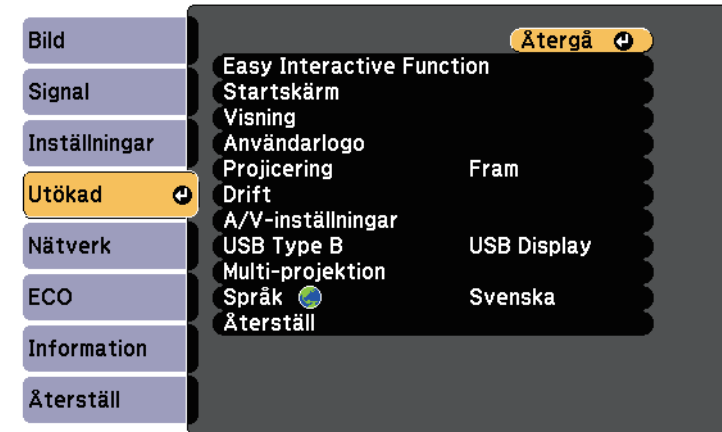 Bild
Signal
Inställningar
Utökad
Nätverk
ECO
Information
Återställ
Återgå
Easy Interactive Function
Startskärm
Visning
Användarlogo
Projicering Fram
Drift
A/V-inställningar
USB Type B USB Display
Multi-projektion
Språk Svenska
Återställ